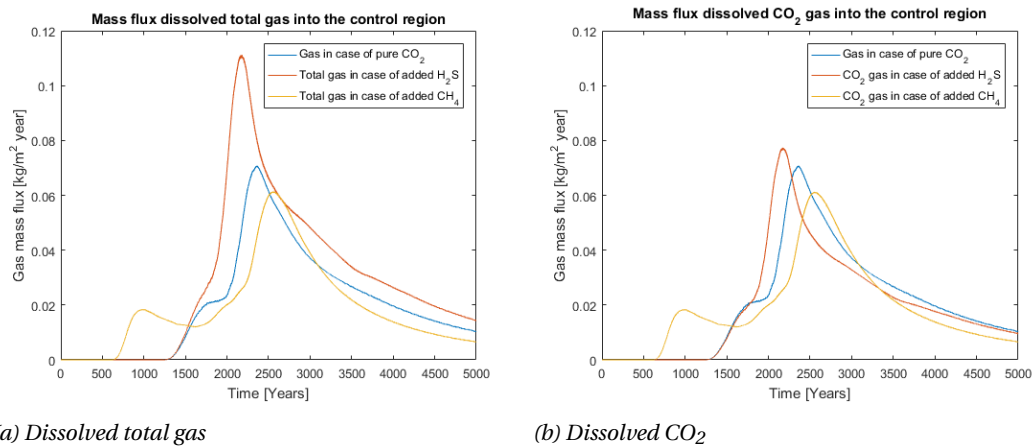 Mass flux dissolved total gas into the control region
0.12
0.1
0.08
0.06
0.04
0.02
0
Gas mass flux [kg/m² year]
Gas in case of pure CO₂
Total gas in case of added H₂S
Total gas in case of added CH₄
0 500 1000 1500 2000 2500 3000 3500 4000 4500 5000
Time [Years]
a) Dissolved total gas
Mass flux dissolved CO₂ gas into the control region
0.12
0.1
0.08
0.06
0.04
0.02
0
Gas mass flux [kg/m² year]
Gas in case of pure CO₂
CO₂ gas in case of added H₂S
CO₂ gas in case of added CH₄
0 500 1000 1500 2000 2500 3000 3500 4000 4500 5000
Time [Years]
(b) Dissolved CO₂